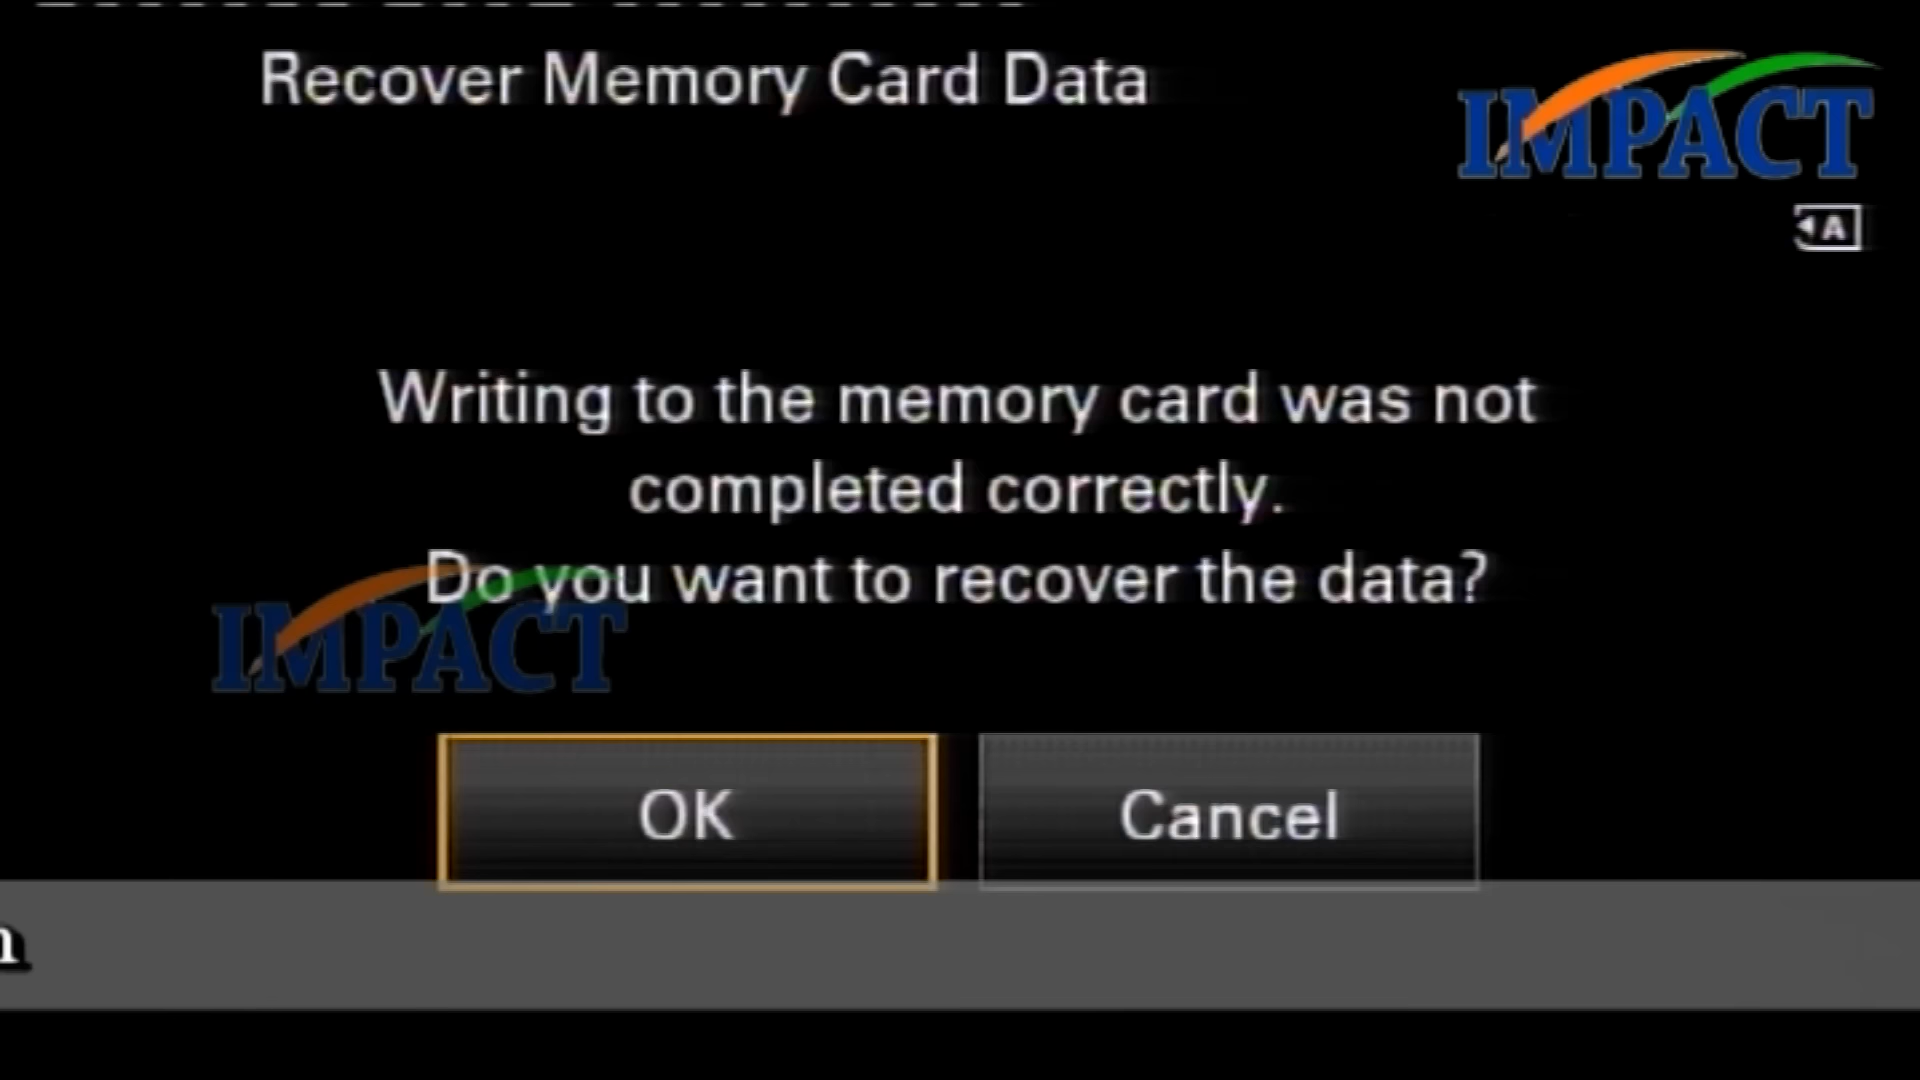 Recover Memory Card Data
IMPACT
A
Writing to the memory card was not
completed correctly.
Do you want to recover the data?
IMPACT
OK
Cancel